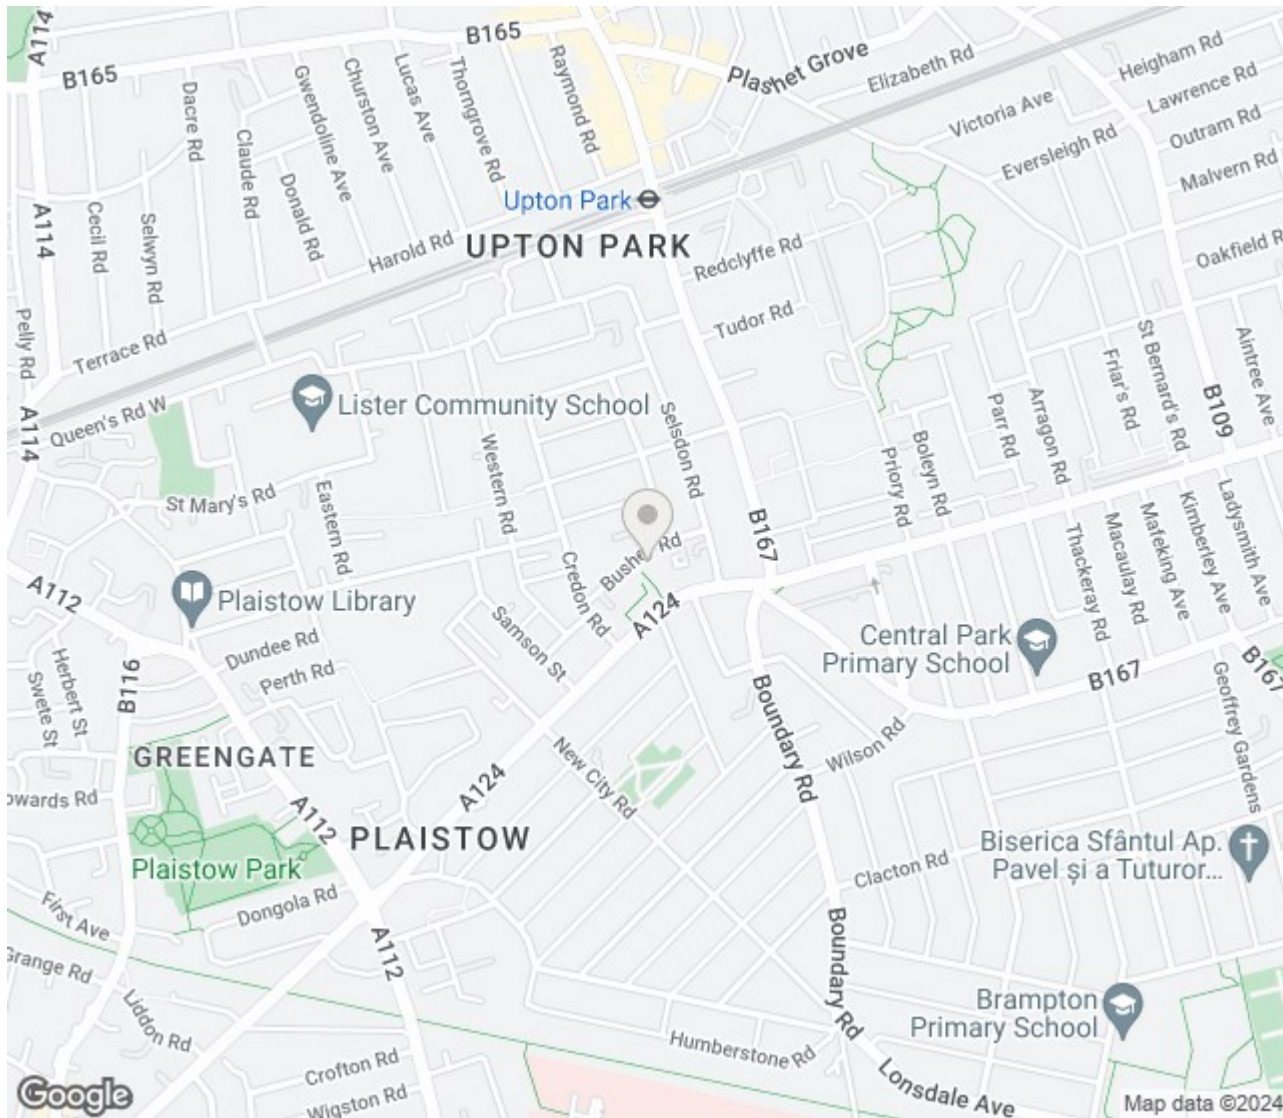 A114
B165
B165
Plashet Grove
Elizabeth Rd
Heigham Rd
Lawrence Rd
Outram Rd
Malvern Rd
Victoria Ave
Eversleigh Rd
Dacre Rd
Claude Rd
Gwendoline Ave
Churston Ave
Lucas Ave
Thorngrove Rd
Raymond Rd
Donald Rd
A114
Cecil Rd
Selwyn Rd
Harold Rd
Upton Park
UPTON PARK
Redclyffe Rd
Tudor Rd
Oakfield R
Pelly Rd
Terrace Rd
A114
Queen's Rd W
Lister Community School
Selsdon Rd
St Bernard's Rd
Friar's Rd
Aintree Ave
B109
Arragon Rd
Parr Rd
Boleyn Rd
Priory Rd
St Mary's Rd
Eastern Rd
Western Rd
Credon Rd
Rd
B167
Thackeray Rd
Macaulay Rd
Mafeking Ave
Kimberley Ave
Ladysmith Ave
A112
Plaistow Library
A124
Samson St
Dundee Rd
Perth Rd
Central Park
Primary School
B167
B167
Geoffrey Gardens
Herbert St
Swete St
B116
GREENGATE
Boundary Rd
Wilson Rd
New City Rd
A124
A112
owards Rd
PLAISTOW
Plaistow Park
Biserica Sfântul Ap.
Pavel și a Tuturor...
Clacton Rd
Dongola Rd
First Ave
A112
Boundary Rd
Grange Rd
Liddon Rd
Brampton
Primary School
Humberstone Rd
Crofton Rd
Wigston Rd
Lonsdale Ave
Google
Map data ©2024